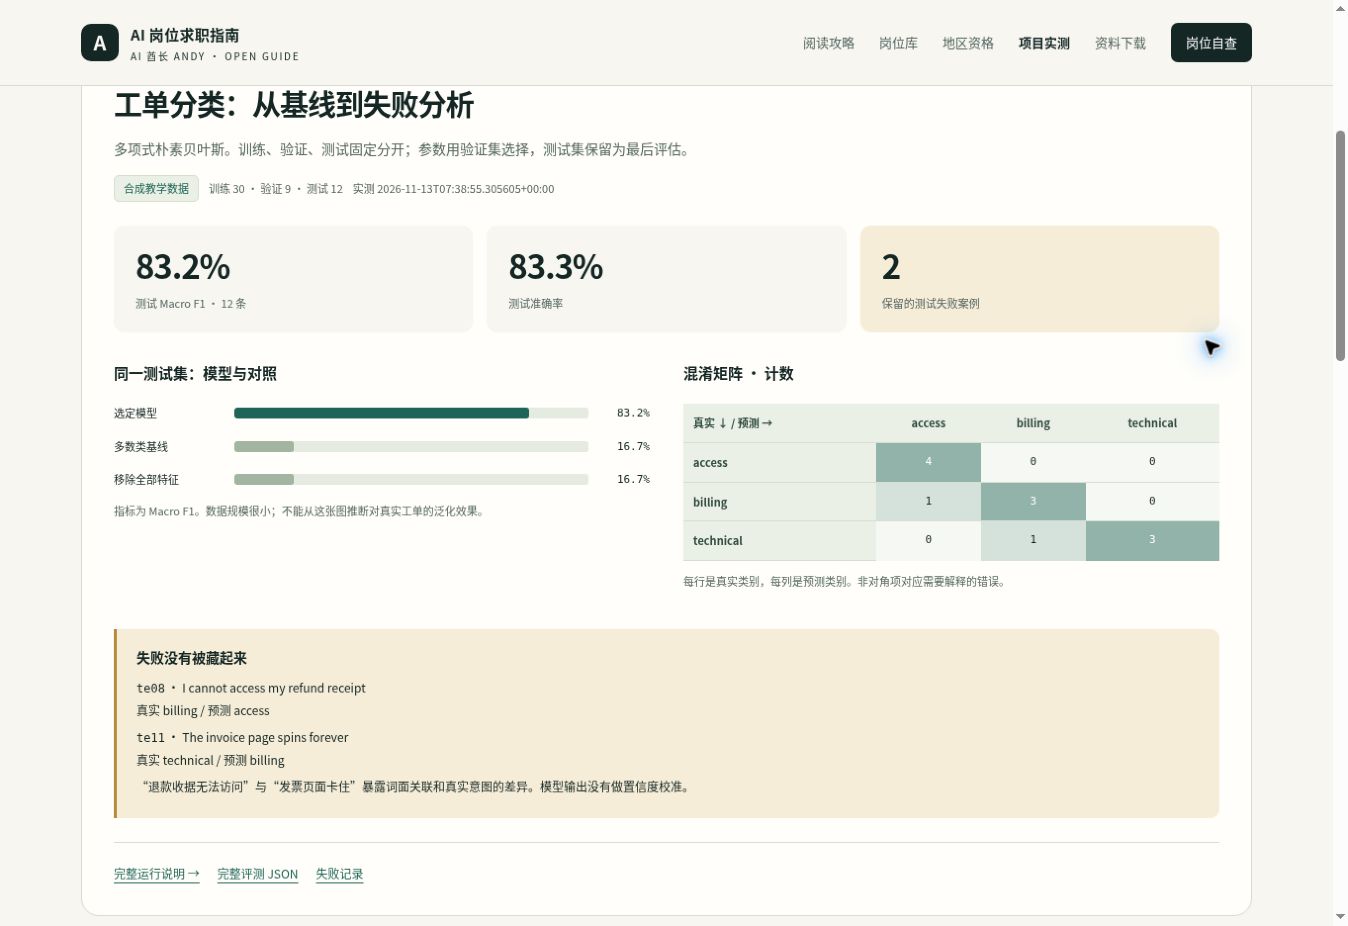 A
AI 岗位求职指南
AI 酋长 ANDY · OPEN GUIDE
阅读攻略
岗位库
地区资格
项目实测
资料下载
岗位自查
工单分类：从基线到失败分析
多项式朴素贝叶斯。训练、验证、测试固定分开；参数用验证集选择，测试集保留为最后评估。
合成教学数据
训练 30 · 验证 9 · 测试 12
实测 2026-11-13T07:38:55.305605+00:00
83.2%
测试 Macro F1 · 12 条
83.3%
测试准确率
2
保留的测试失败案例
同一测试集：模型与对照
选定模型 83.2%
多数类基线 16.7%
移除全部特征 16.7%
指标为 Macro F1。数据规模很小；不能从这张图推断对真实工单的泛化效果。
混淆矩阵 · 计数
真实 ↓ / 预测 → access billing technical
access 4 0 0
billing 1 3 0
technical 0 1 3
每行是真实类别，每列是预测类别。非对角项对应需要解释的错误。
失败没有被藏起来
te08 · I cannot access my refund receipt
真实 billing / 预测 access
te11 · The invoice page spins forever
真实 technical / 预测 billing
“退款收据无法访问”与“发票页面卡住”暴露词面关联和真实意图的差异。模型输出没有做置信度校准。
完整运行说明 →
完整评测 JSON
失败记录